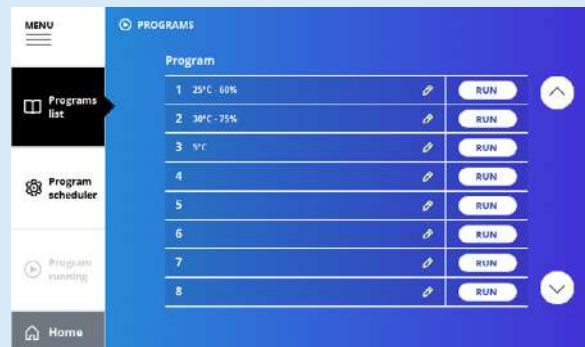 MENU
PROGRAMS
Programs
list
Program
scheduler
Program
running
Home
Program
1 25°C - 60% RUN
2 30°C - 75% RUN
3 5°C RUN
4 RUN
5 RUN
6 RUN
7 RUN
8 RUN